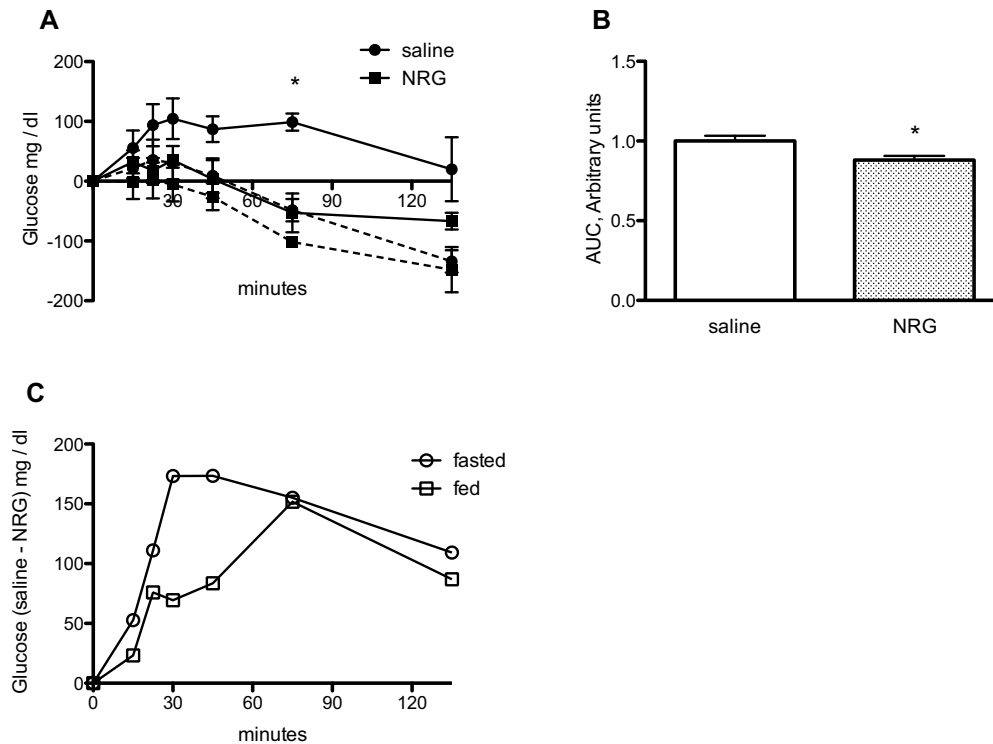 A
saline
NRG
*
200
100
0
-100
-200
30
60
90
120
Glucose mg / dl
minutes
B
1.5
1.0
0.5
0.0
*
AUC, Arbitrary units
saline
NRG
C
fasted
fed
200
150
100
50
0
0
30
60
90
120
Glucose (saline - NRG) mg / dl
minutes